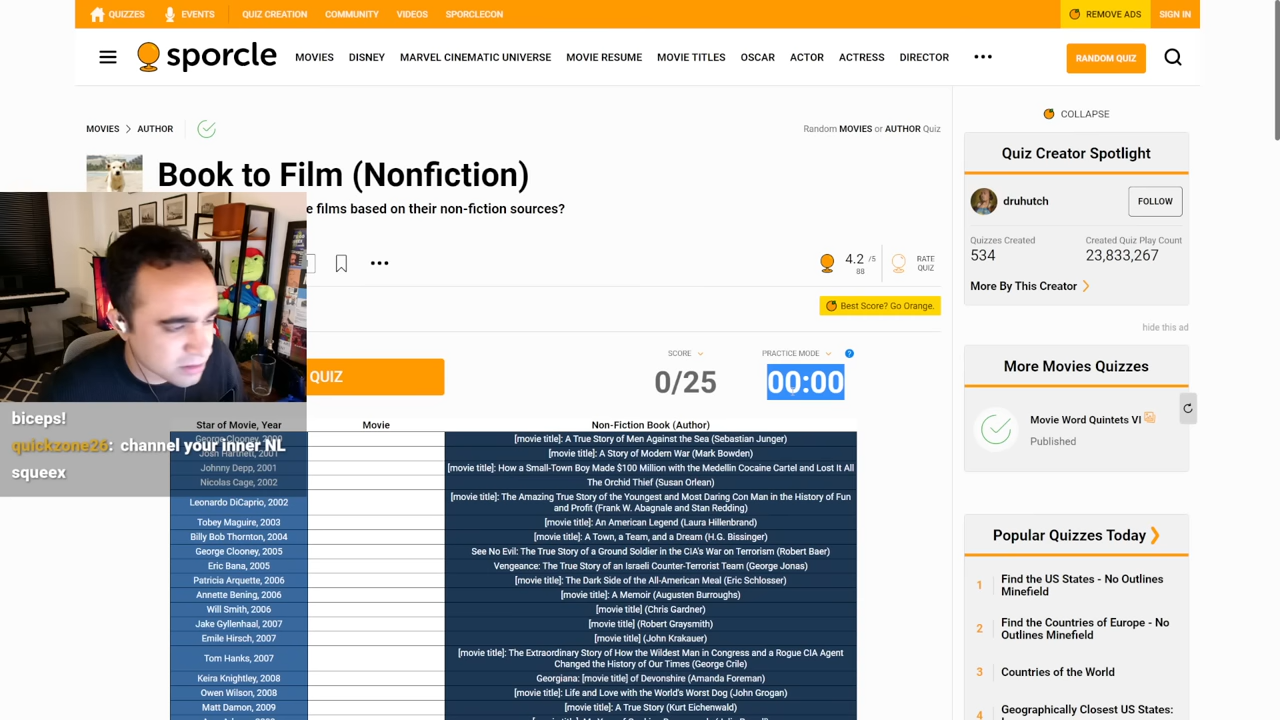 QUIZZES
EVENTS
QUIZ CREATION
COMMUNITY
VIDEOS
SPORCLECON
REMOVE ADS
SIGN IN
sporcle
MOVIES
DISNEY
MARVEL CINEMATIC UNIVERSE
MOVIE RESUME
MOVIE TITLES
OSCAR
ACTOR
ACTRESS
DIRECTOR
RANDOM QUIZ
MOVIES > AUTHOR
Random MOVIES or AUTHOR Quiz
Book to Film (Nonfiction)
e films based on their non-fiction sources?
4.2 /5
88
RATE
QUIZ
Best Score? Go Orange.
QUIZ
SCORE
0/25
PRACTICE MODE
?
00:00
biceps!
quickzone26: channel your inner NL
squeex
Star of Movie, Year
Movie
Non-Fiction Book (Author)
George Clooney, 2000
[movie title]: A True Story of Men Against the Sea (Sebastian Junger)
Josh Hartnett, 2001
[movie title]: A Story of Modern War (Mark Bowden)
Johnny Depp, 2001
[movie title]: How a Small-Town Boy Made $100 Million with the Medellin Cocaine Cartel and Lost It All
Nicolas Cage, 2002
The Orchid Thief (Susan Orlean)
Leonardo DiCaprio, 2002
[movie title]: The Amazing True Story of the Youngest and Most Daring Con Man in the History of Fun
and Profit (Frank W. Abagnale and Stan Redding)
Tobey Maguire, 2003
[movie title]: An American Legend (Laura Hillenbrand)
Billy Bob Thornton, 2004
[movie title]: A Town, a Team, and a Dream (H.G. Bissinger)
George Clooney, 2005
See No Evil: The True Story of a Ground Soldier in the CIA's War on Terrorism (Robert Baer)
Eric Bana, 2005
Vengeance: The True Story of an Israeli Counter-Terrorist Team (George Jonas)
Patricia Arquette, 2006
[movie title]: The Dark Side of the All-American Meal (Eric Schlosser)
Annette Bening, 2006
[movie title]: A Memoir (Augusten Burroughs)
Will Smith, 2006
[movie title] (Chris Gardner)
Jake Gyllenhaal, 2007
[movie title] (Robert Graysmith)
Emile Hirsch, 2007
[movie title] (John Krakauer)
Tom Hanks, 2007
[movie title]: The Extraordinary Story of How the Wildest Man in Congress and a Rogue CIA Agent
Changed the History of Our Times (George Crile)
Keira Knightley, 2008
Georgiana: [movie title] of Devonshire (Amanda Foreman)
Owen Wilson, 2008
[movie title]: Life and Love with the World's Worst Dog (John Grogan)
Matt Damon, 2009
[movie title]: A True Story (Kurt Eichenwald)
COLLAPSE
Quiz Creator Spotlight
druhutch
FOLLOW
Quizzes Created
534
Created Quiz Play Count
23,833,267
More By This Creator
hide this ad
More Movies Quizzes
Movie Word Quintets VI
Published
Popular Quizzes Today
1
Find the US States - No Outlines
Minefield
2
Find the Countries of Europe - No
Outlines Minefield
3
Countries of the World
4
Geographically Closest US States: